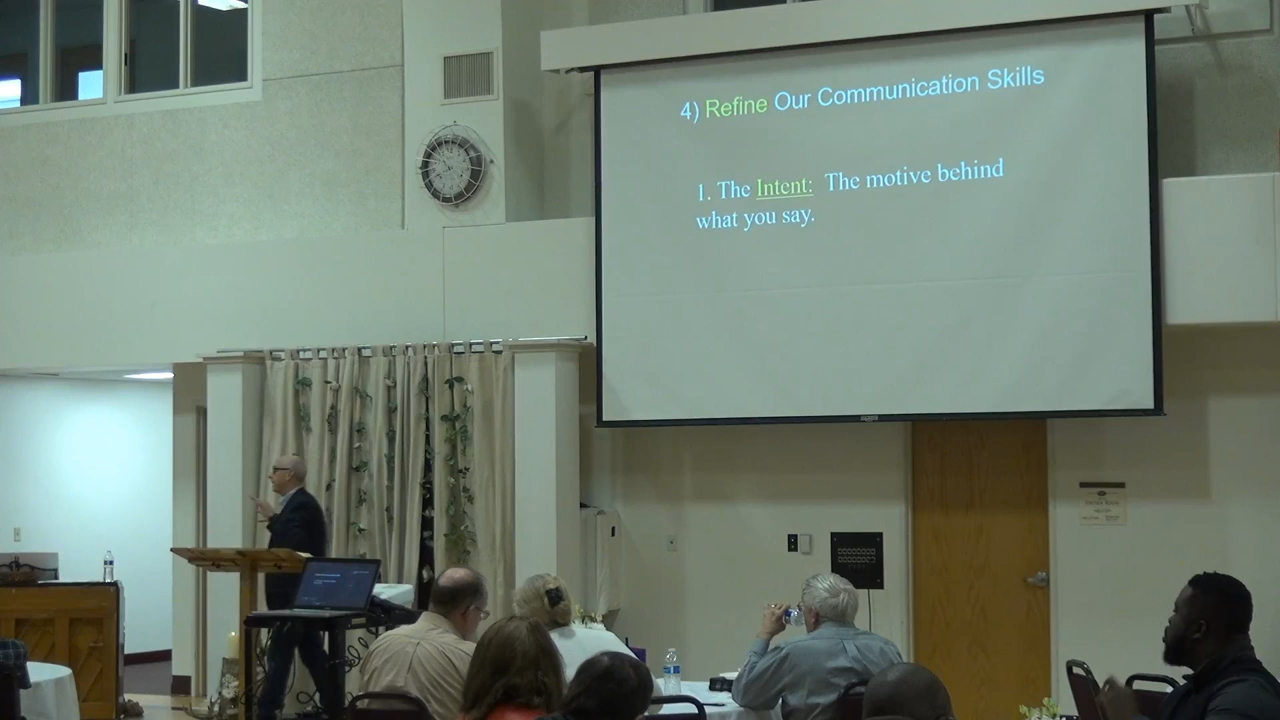 4) Refine Our Communication Skills
1. The Intent: The motive behind
what you say.